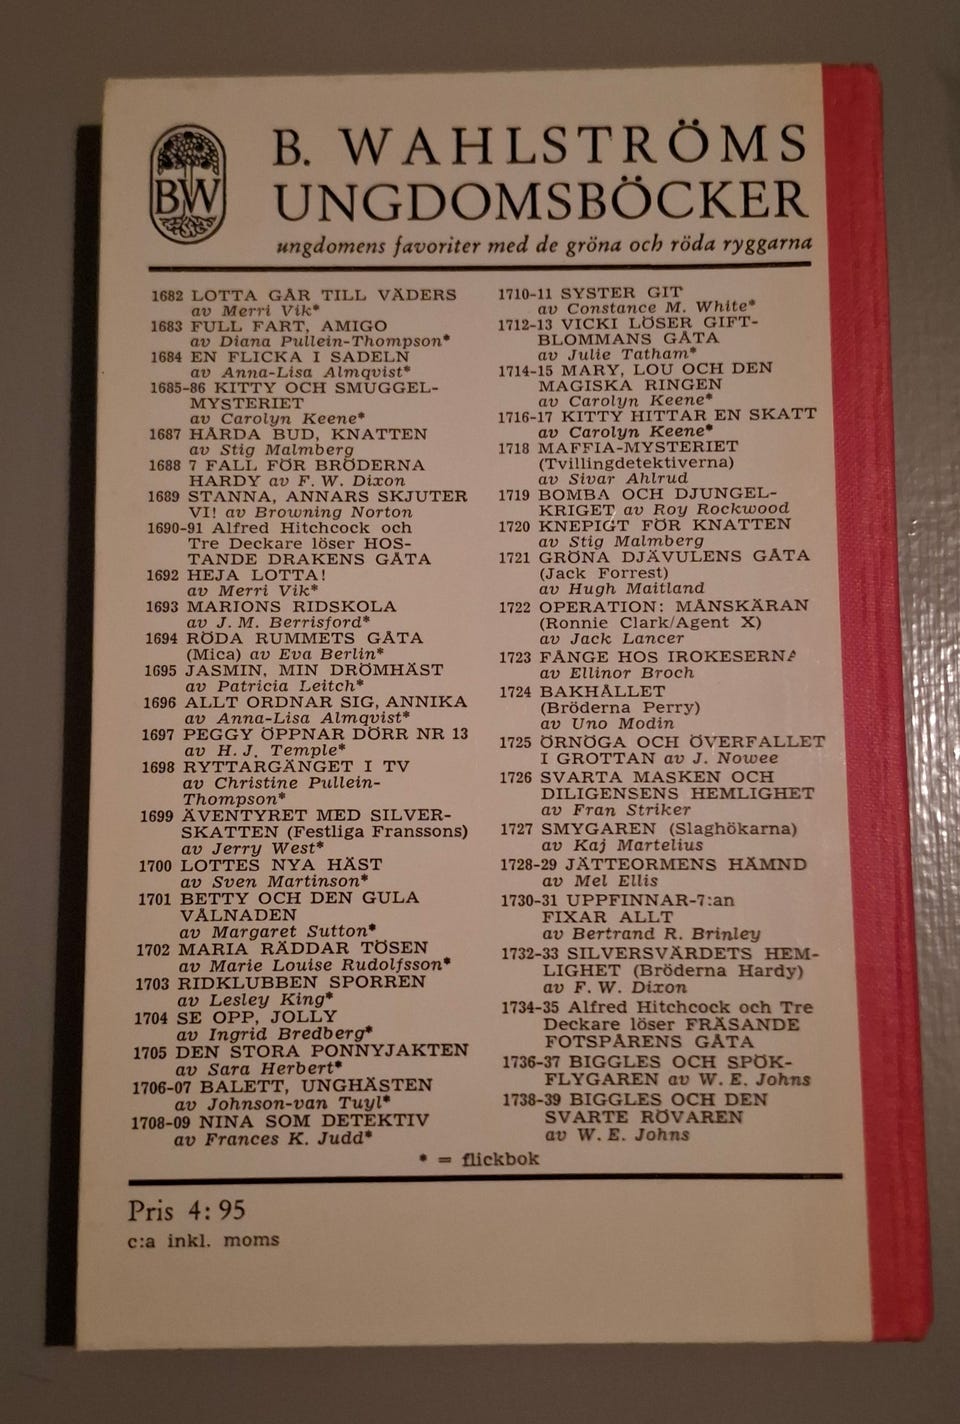 BW
B. WAHLSTRÖMS
UNGDOMSBÖCKER
ungdomens favoriter med de gröna och röda ryggarna
1682 LOTTA GÅR TILL VÄDERS
av Merri Vik*
1683 FULL FART, AMIGO
av Diana Pullein-Thompson*
1684 EN FLICKA I SADELN
av Anna-Lisa Almqvist*
1685-86 KITTY OCH SMUGGEL-
MYSTERIET
av Carolyn Keene*
1687 HÅRDA BUD, KNATTEN
av Stig Malmberg
1688 7 FALL FÖR BRÖDERNA
HARDY av F. W. Dixon
1689 STANNA, ANNARS SKJUTER
VI! av Browning Norton
1690-91 Alfred Hitchcock och
Tre Deckare löser HOS-
TANDE DRAKENS GÅTA
1692 HEJA LOTTA!
av Merri Vik*
1693 MARIONS RIDSKOLA
av J. M. Berrisford*
1694 RÖDA RUMMETS GÅTA
(Mica) av Eva Berlin*
1695 JASMIN, MIN DRÖMHÄST
av Patricia Leitch*
1696 ALLT ORDNAR SIG, ANNIKA
av Anna-Lisa Almqvist*
1697 PEGGY ÖPPNAR DÖRR NR 13
av H. J. Temple*
1698 RYTTARGÄNGET I TV
av Christine Pullein-
Thompson*
1699 ÄVENTYRET MED SILVER-
SKATTEN (Festliga Franssons)
av Jerry West*
1700 LOTTES NYA HÄST
av Sven Martinson*
1701 BETTY OCH DEN GULA
VÅLNADEN
av Margaret Sutton*
1702 MARIA RÄDDAR TÖSEN
av Marie Louise Rudolfsson*
1703 RIDKLUBBEN SPORREN
av Lesley King*
1704 SE OPP, JOLLY
av Ingrid Bredberg*
1705 DEN STORA PONNYJAKTEN
av Sara Herbert*
1706-07 BALETT, UNGHÄSTEN
av Johnson-van Tuyl*
1708-09 NINA SOM DETEKTIV
av Frances K. Judd*
1710-11 SYSTER GIT
av Constance M. White*
1712-13 VICKI LÖSER GIFT-
BLOMMANS GÅTA
av Julie Tatham*
1714-15 MARY, LOU OCH DEN
MAGISKA RINGEN
av Carolyn Keene*
1716-17 KITTY HITTAR EN SKATT
av Carolyn Keene*
1718 MAFFIA-MYSTERIET
(Tvillingdetektiverna)
av Sivar Ahlrud
1719 BOMBA OCH DJUNGEL-
KRIGET av Roy Rockwood
1720 KNEPIGT FÖR KNATTEN
av Stig Malmberg
1721 GRÖNA DJÄVULENS GÅTA
(Jack Forrest)
av Hugh Maitland
1722 OPERATION: MÅNSKÄRAN
(Ronnie Clark/Agent X)
av Jack Lancer
1723 FÅNGE HOS IROKESERNA
av Ellinor Broch
1724 BAKHÅLLET
(Bröderna Perry)
av Uno Modin
1725 ÖRNÖGA OCH ÖVERFALLET
I GROTTAN av J. Nowee
1726 SVARTA MASKEN OCH
DILIGENSENS HEMLIGHET
av Fran Striker
1727 SMYGAREN (Slaghökarna)
av Kaj Martelius
1728-29 JÄTTEORMENS HÄMND
av Mel Ellis
1730-31 UPPFINNAR-7:an
FIXAR ALLT
av Bertrand R. Brinley
1732-33 SILVERSVÄRDETS HEM-
LIGHET (Bröderna Hardy)
av F. W. Dixon
1734-35 Alfred Hitchcock och Tre
Deckare löser FRÄSANDE
FOTSPÅRENS GÅTA
1736-37 BIGGLES OCH SPÖK-
FLYGAREN av W. E. Johns
1738-39 BIGGLES OCH DEN
SVARTE RÖVAREN
av W. E. Johns
* = flickbok
Pris 4: 95
c:a inkl. moms